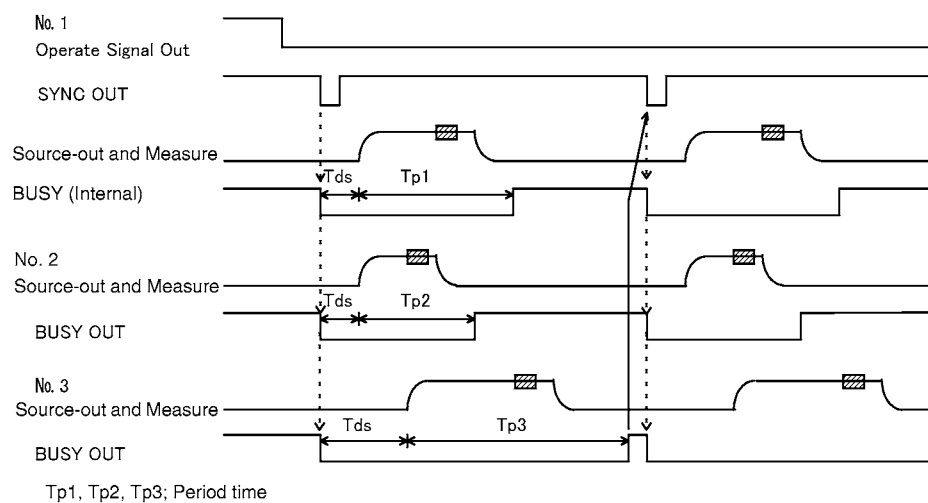 No. 1
Operate Signal Out
SYNC OUT
Source-out and Measure
Tds Tp1
BUSY (Internal)
No. 2
Source-out and Measure
Tds Tp2
BUSY OUT
No. 3
Source-out and Measure
Tds Tp3
BUSY OUT
Tp1, Tp2, Tp3; Period time